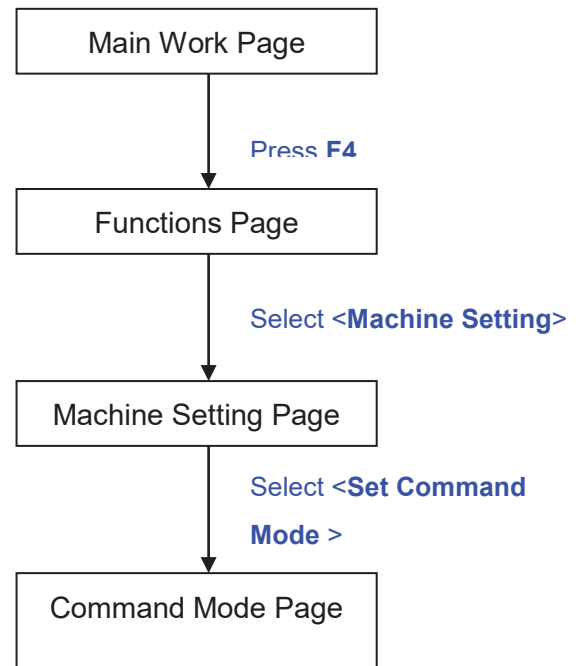 Main Work Page
Press F4
Functions Page
Select <Machine Setting>
Machine Setting Page
Select <Set Command
Mode >
Command Mode Page